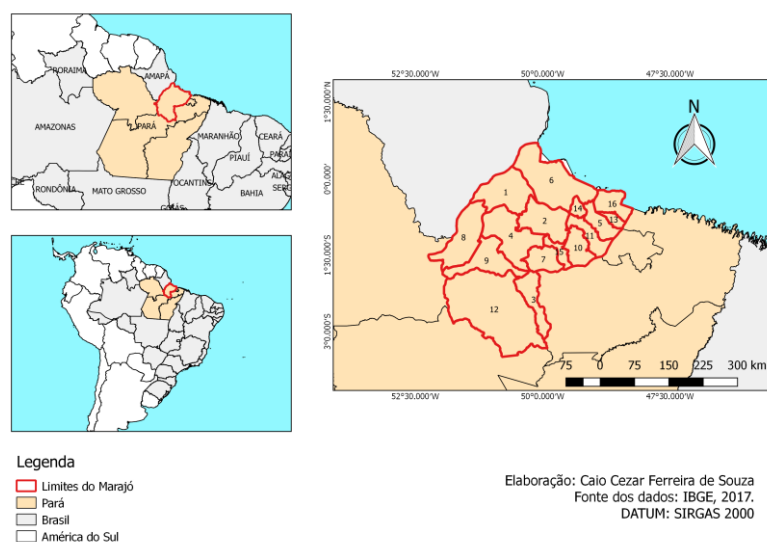 RORAIMA
AMAPÁ
AMAZONAS
PARÁ
MARANHÃO
CEARÁ
PIAUÍ
RONDÔNIA
MATO GROSSO
TOCANTINS
BAHIA
52°30.000'W 50°0.000'W 47°30.000'W
1°30.000'N
0°0.000'
1°30.000'S
3°0.000'S
N
1
6
16
14
13
2
5
11
8
4
10
9
7
15
3
12
75 0 75 150 225 300 km
52°30.000'W 50°0.000'W 47°30.000'W
Legenda
Limites do Marajó
Pará
Brasil
América do Sul
Elaboração: Caio Cezar Ferreira de Souza
Fonte dos dados: IBGE, 2017.
DATUM: SIRGAS 2000